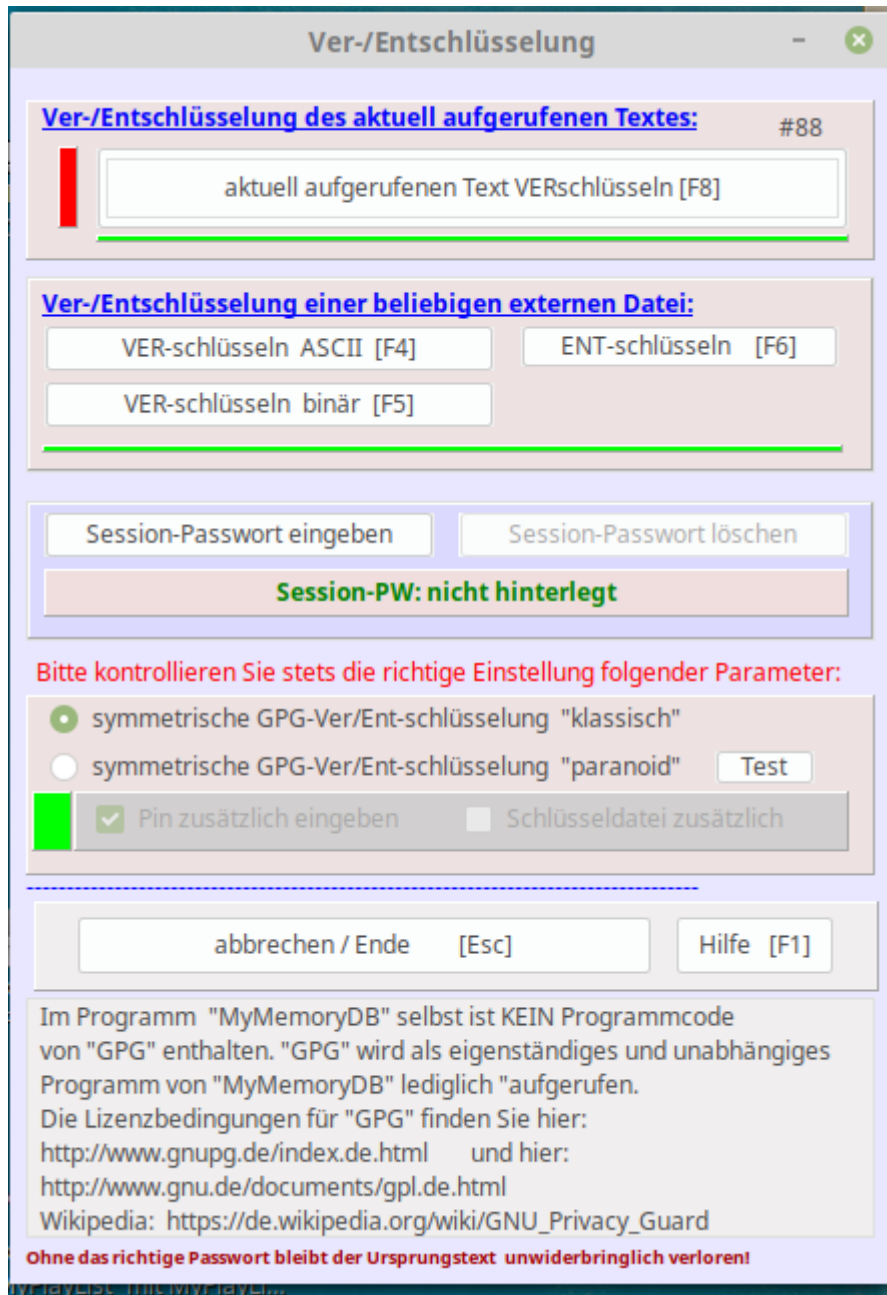 Ver-/Entschlüsselung
Ver-/Entschlüsselung des aktuell aufgerufenen Textes:
#88
aktuell aufgerufenen Text VERschlüsseln [F8]
Ver-/Entschlüsselung einer beliebigen externen Datei:
VER-schlüsseln ASCII [F4] ENT-schlüsseln [F6]
VER-schlüsseln binär [F5]
Session-Passwort eingeben Session-Passwort löschen
Session-PW: nicht hinterlegt
Bitte kontrollieren Sie stets die richtige Einstellung folgender Parameter:
symmetrische GPG-Ver/Ent-schlüsselung "klassisch"
symmetrische GPG-Ver/Ent-schlüsselung "paranoid" Test
Pin zusätzlich eingeben Schlüsseldatei zusätzlich
abbrechen / Ende [Esc] Hilfe [F1]
Im Programm "MyMemoryDB" selbst ist KEIN Programmcode
von "GPG" enthalten. "GPG" wird als eigenständiges und unabhängiges
Programm von "MyMemoryDB" lediglich "aufgerufen.
Die Lizenzbedingungen für "GPG" finden Sie hier:
http://www.gnupg.de/index.de.html und hier:
http://www.gnu.de/documents/gpl.de.html
Wikipedia: https://de.wikipedia.org/wiki/GNU_Privacy_Guard
Ohne das richtige Passwort bleibt der Ursprungstext unwiderbringlich verloren!